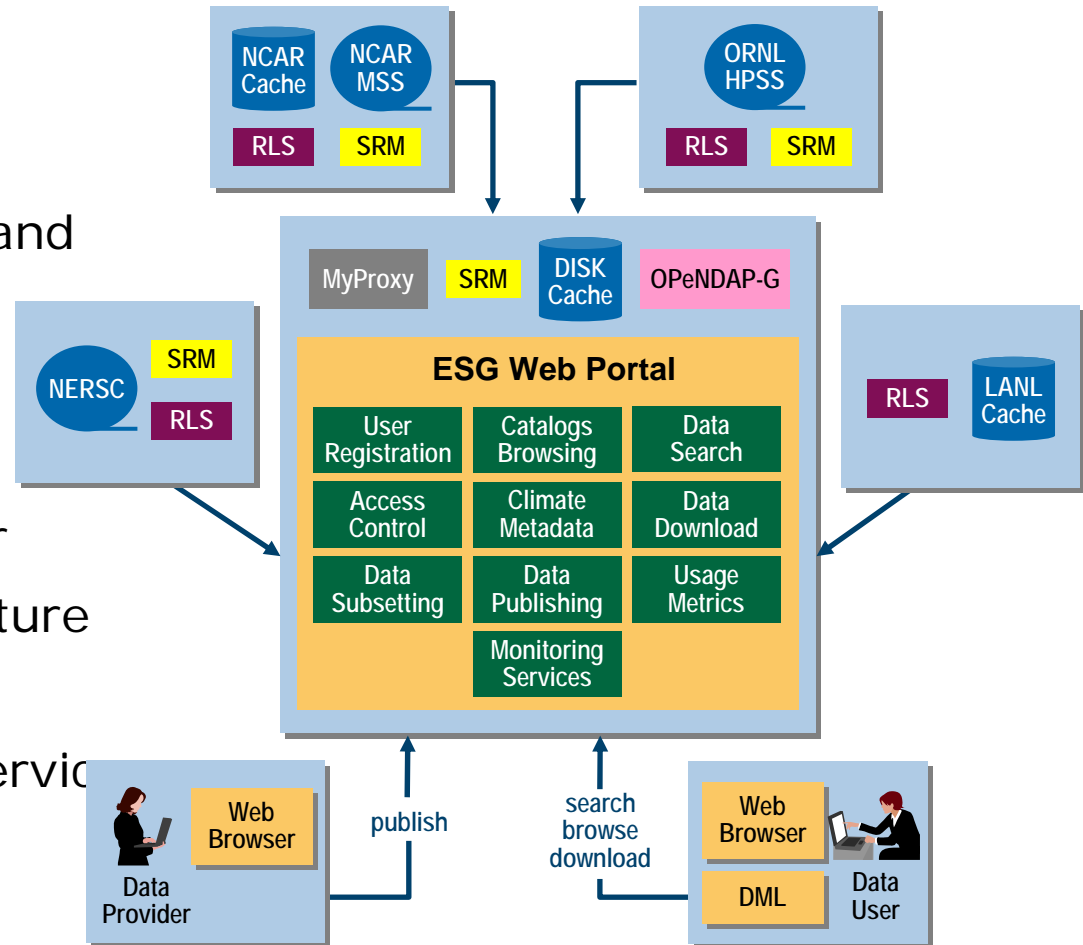 NCAR
Cache
NCAR
MSS
RLS
SRM
ORNL
HPSS
RLS
SRM
and
MyProxy
SRM
DISK
Cache
OPeNDAP-G
NERSC
SRM
RLS
RLS
LANL
Cache
ESG Web Portal
User
Registration
Catalogs
Browsing
Data
Search
Access
Control
Climate
Metadata
Data
Download
Data
Subsetting
Data
Publishing
Usage
Metrics
Monitoring
Services
ture
ervic
Web
Browser
Data
Provider
publish
search
browse
download
Web
Browser
DML
Data
User